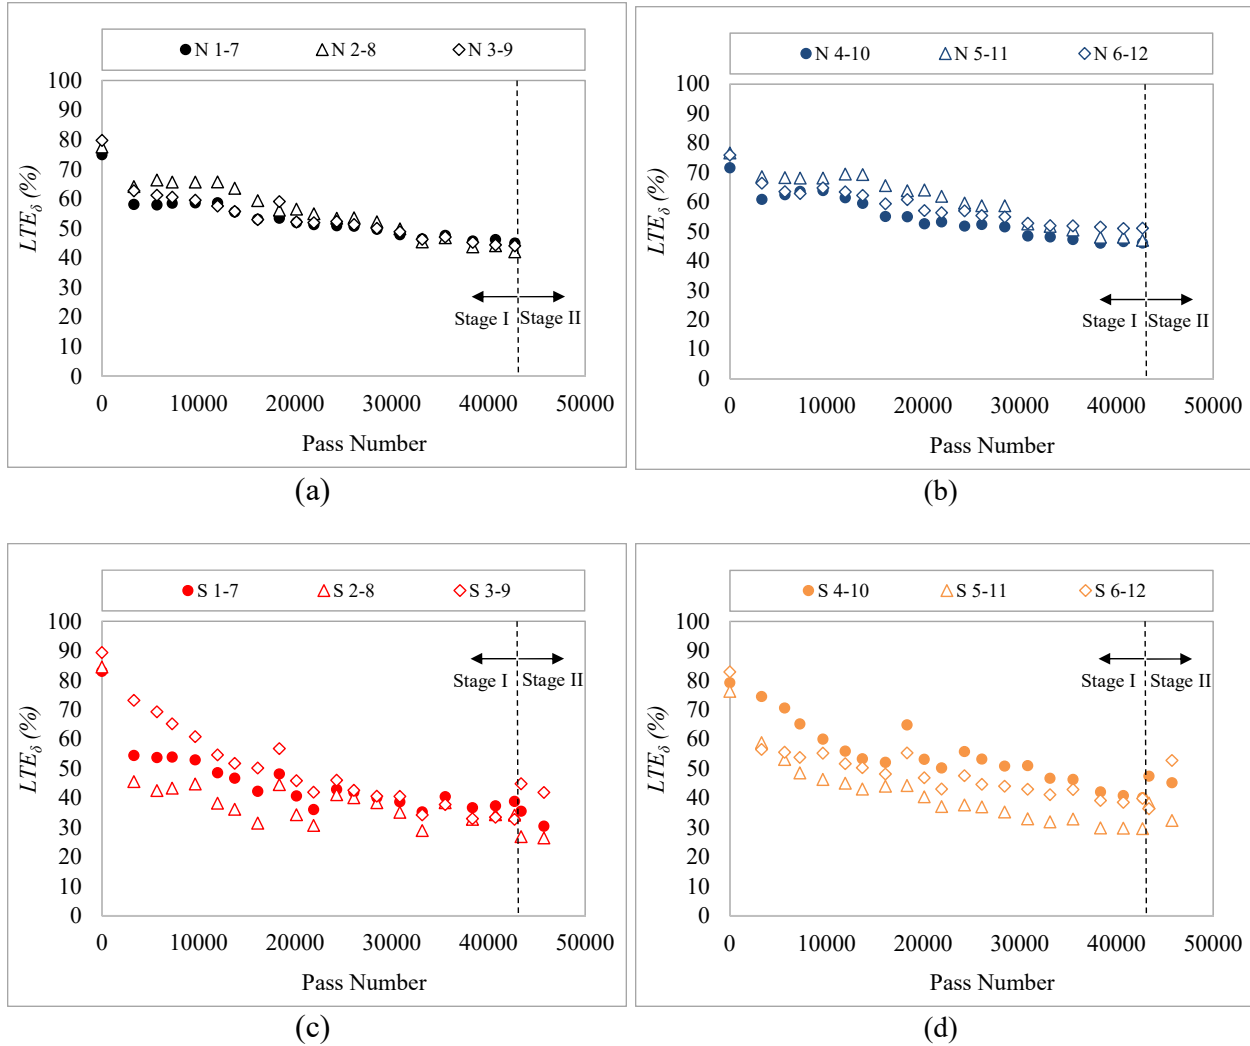 N 1-7 N 2-8 N 3-9
100
90
80
70
60
50
40
30
20
10
0
LTEδ (%)
Stage I Stage II
0 10000 20000 30000 40000 50000
Pass Number
(a)
N 4-10 N 5-11 N 6-12
100
90
80
70
60
50
40
30
20
10
0
LTEδ (%)
Stage I Stage II
0 10000 20000 30000 40000 50000
Pass Number
(b)
S 1-7 S 2-8 S 3-9
100
90
80
70
60
50
40
30
20
10
0
LTEδ (%)
Stage I Stage II
0 10000 20000 30000 40000 50000
Pass Number
(c)
S 4-10 S 5-11 S 6-12
100
90
80
70
60
50
40
30
20
10
0
LTEδ (%)
Stage I Stage II
0 10000 20000 30000 40000 50000
Pass Number
(d)